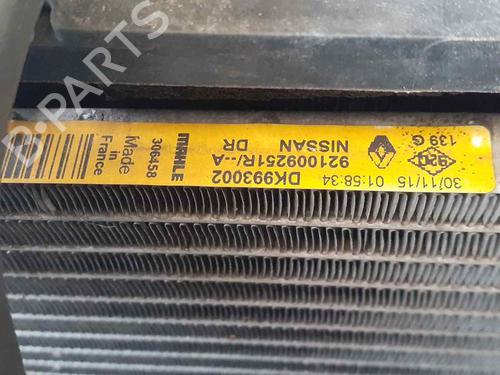 30/11/15 01:58:34
139 G
DK993002
921009251R/--A
NISSAN
DR
MAHLE
306458
Made
in
France
D-PARTS